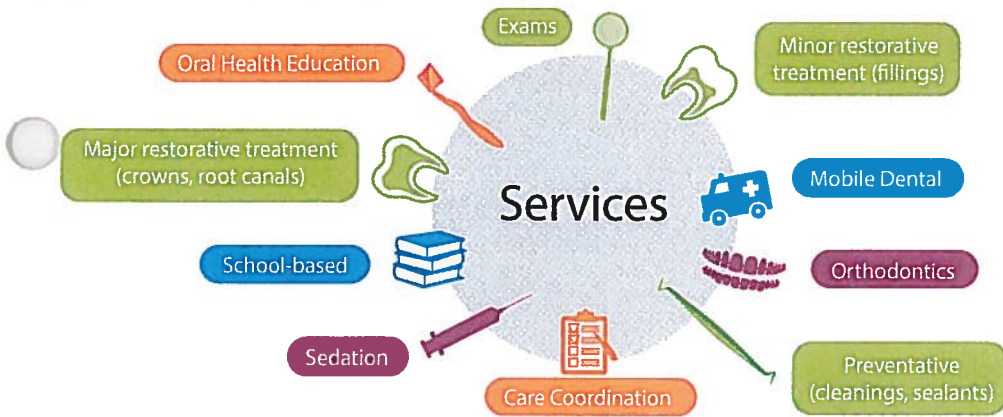 Exams
Oral Health Education
Minor restorative
treatment (fillings)
Major restorative treatment
(crowns, root canals)
Services
Mobile Dental
School-based
Orthodontics
Sedation
Care Coordination
Preventative
(cleanings, sealants)